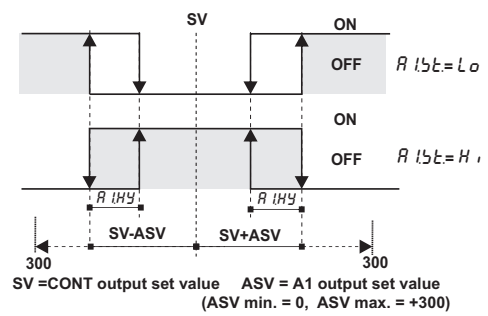 SV
ON
OFF
A1.St.= Lo
ON
OFF
A1.St.= Hi
A1.HY
A1.HY
SV-ASV
SV+ASV
300
300
SV =CONT output set value ASV = A1 output set value
(ASV min. = 0, ASV max. = +300)